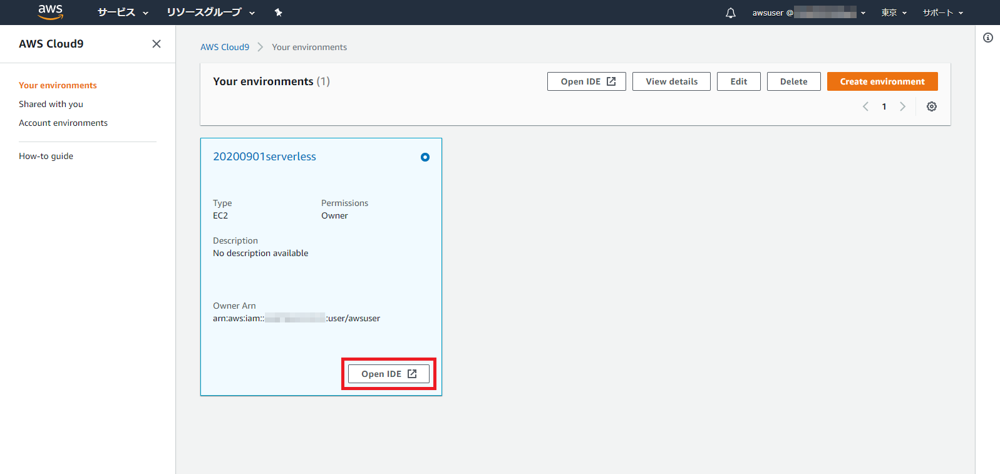 aws サービス リソースグループ awsuser @ 東京 サポート
AWS Cloud9
Your environments
Shared with you
Account environments
How-to guide
AWS Cloud9 Your environments
Your environments (1) Open IDE View details Edit Delete Create environment
1
20200901serverless
Type Permissions
EC2 Owner
Description
No description available
Owner Arn
arn:aws:iam:: :user/awsuser
Open IDE